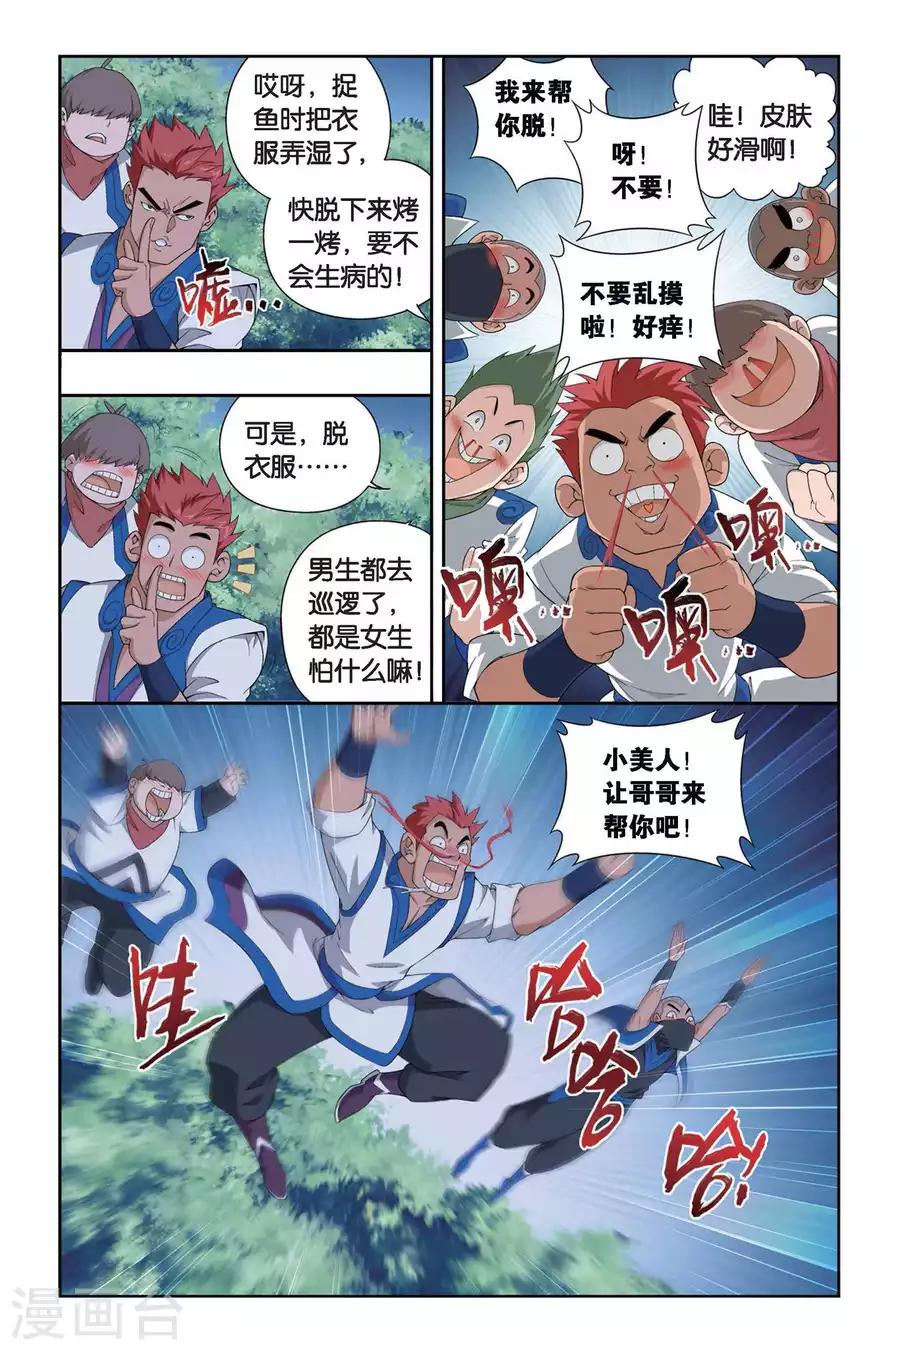 哎呀，捉
鱼时把衣
服弄湿了，
快脱下来烤
一烤，要不
会生病的！
嘘…
可是，脱
衣服……
男生都去
巡逻了，
都是女生
怕什么嘛！
我来帮
你脱！
呀！
不要！
哇！皮肤
好滑啊！
不要乱摸
啦！好痒！
噢…
噢…
噢…
小美人！
让哥哥来
帮你吧！
哇
哈
哈
哈！
漫画台